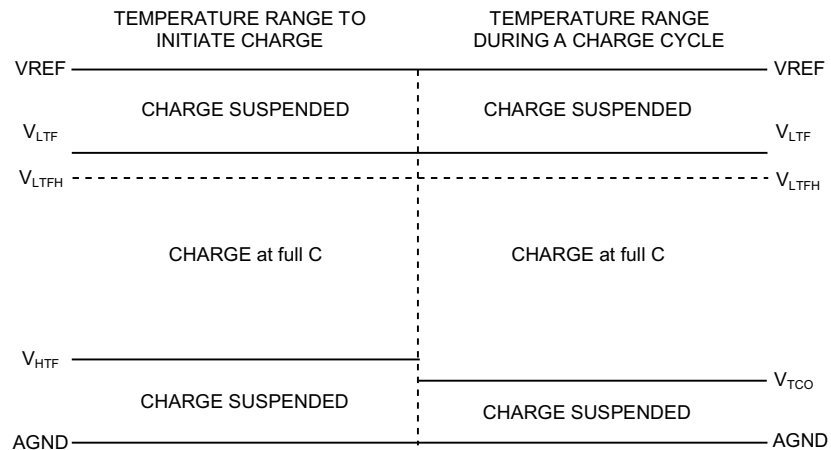 TEMPERATURE RANGE TO
INITIATE CHARGE
TEMPERATURE RANGE
DURING A CHARGE CYCLE
VREF
VREF
CHARGE SUSPENDED
CHARGE SUSPENDED
VLTF
VLTF
VLTFH
VLTFH
CHARGE at full C
CHARGE at full C
VHTF
VTCO
CHARGE SUSPENDED
CHARGE SUSPENDED
AGND
AGND